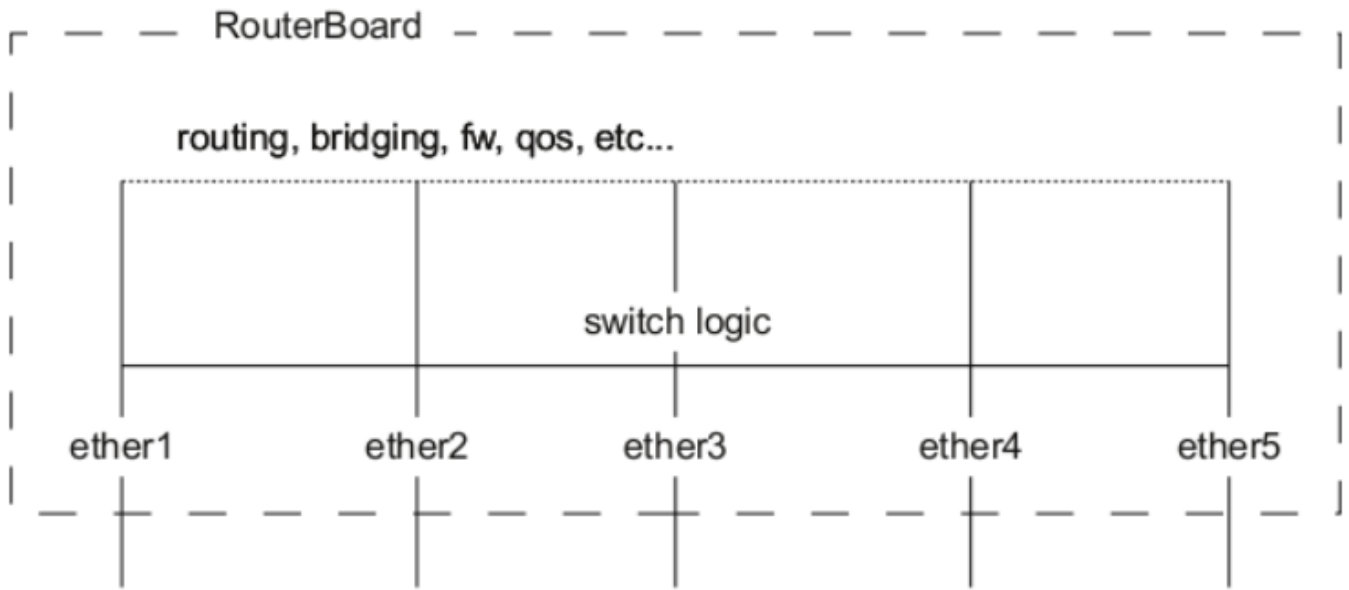 RouterBoard
routing, bridging, fw, qos, etc...
switch logic
ether1 ether2 ether3 ether4 ether5